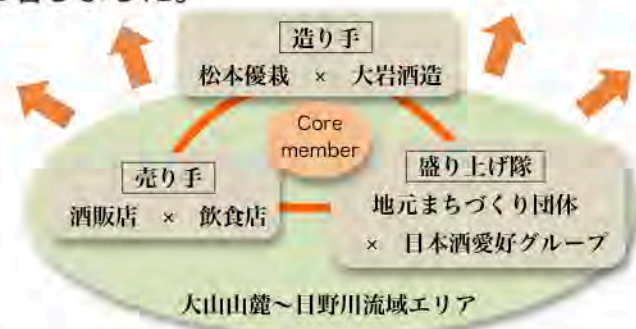 造り手
松本優栽 × 大岩酒造
Core
member
売り手
酒販店 × 飲食店
盛り上げ隊
地元まちづくり団体
× 日本酒愛好グループ
大山山麓～日野川流域エリア